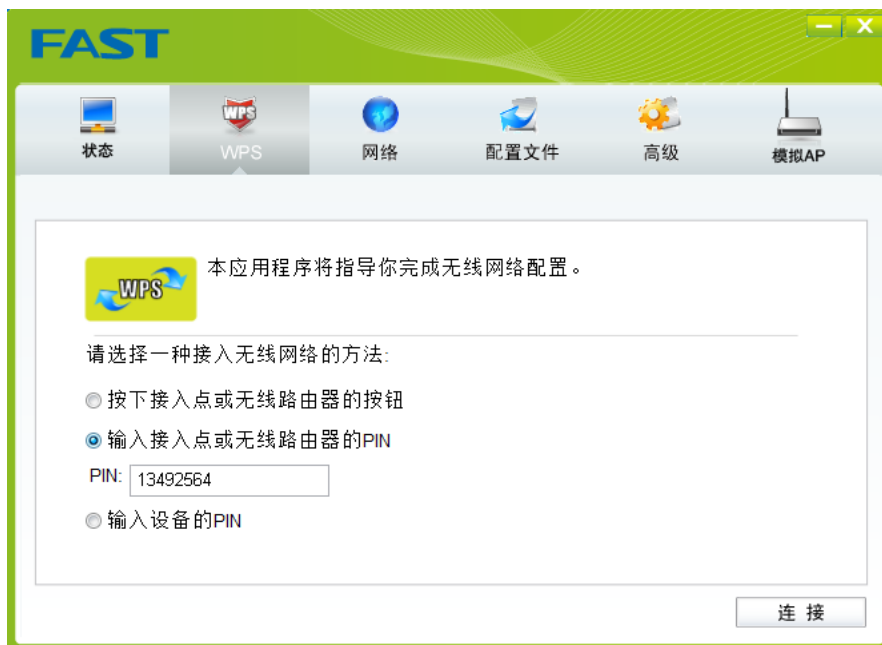 FAST
WPS
状态
WPS
网络
配置文件
高级
模拟AP
WPS
本应用程序将指导你完成无线网络配置。
请选择一种接入无线网络的方法:
按下接入点或无线路由器的按钮
输入接入点或无线路由器的PIN
PIN: 13492564
输入设备的PIN
连接